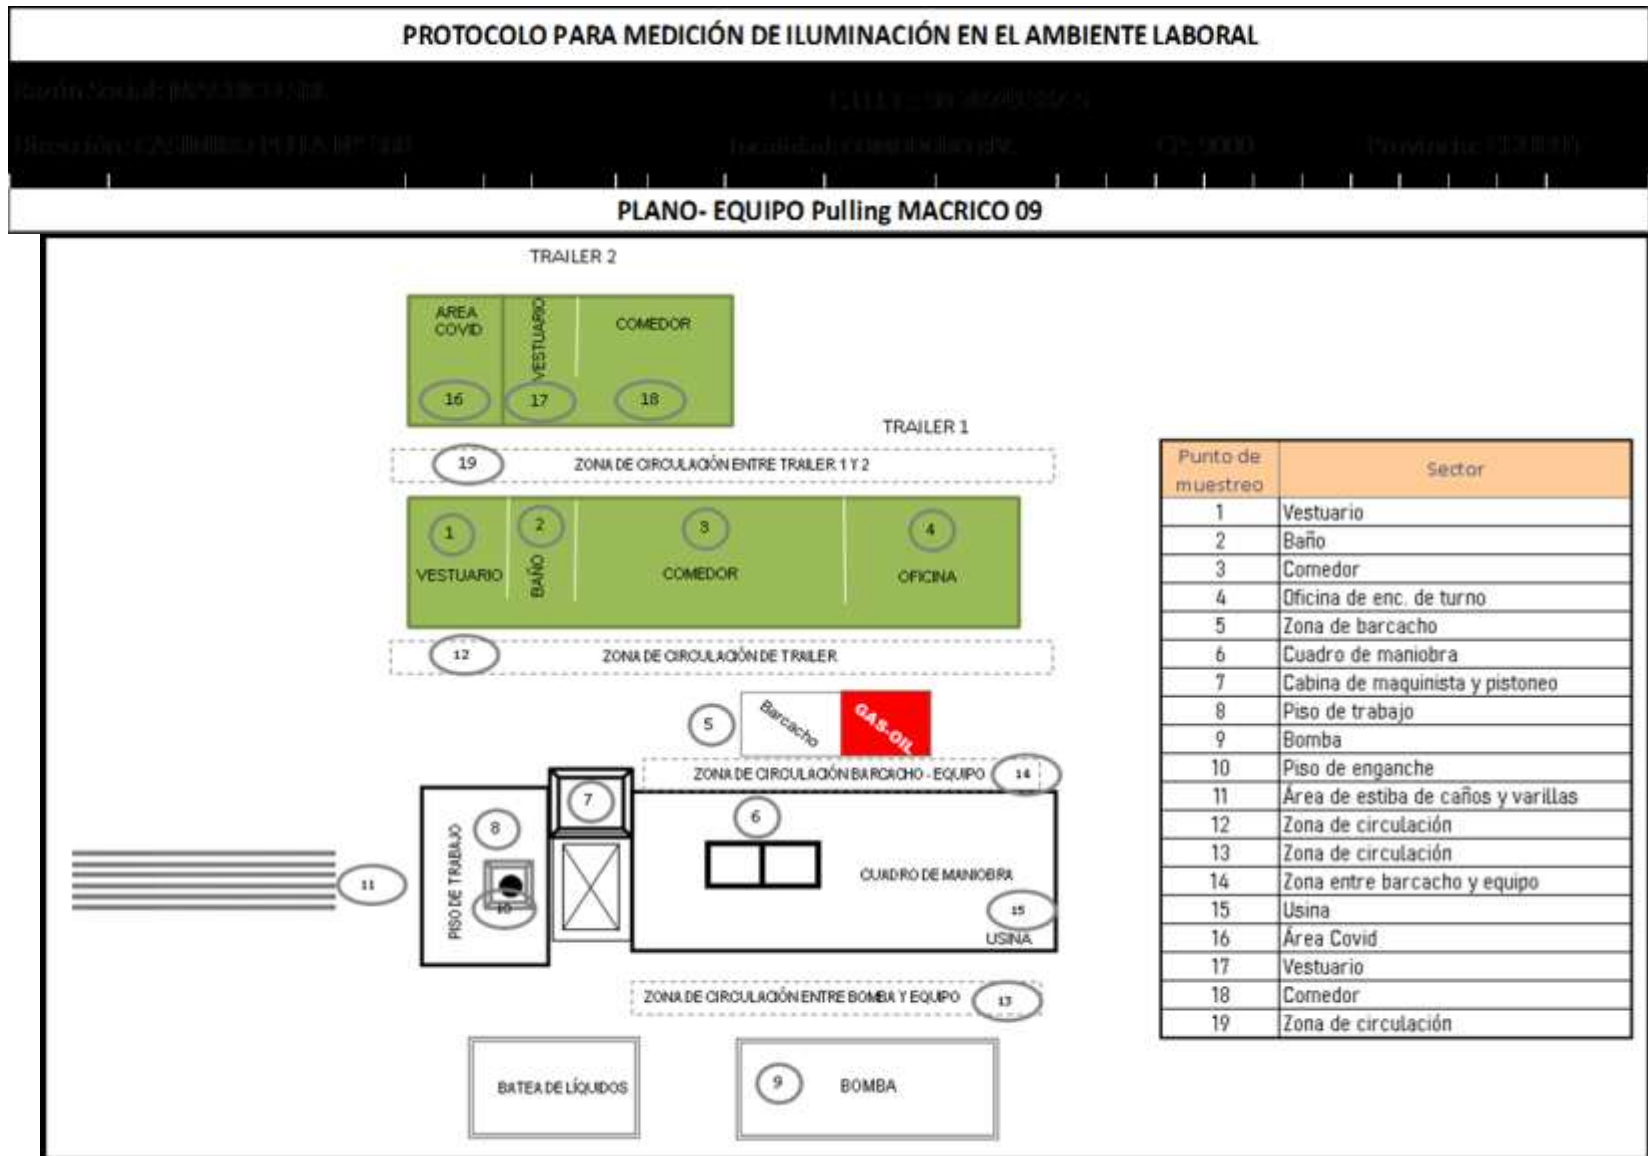 PROTOCOLO PARA MEDICIÓN DE ILUMINACIÓN EN EL AMBIENTE LABORAL
CP: 9000
PLANO- EQUIPO Pulling MACRICO 09
TRAILER 2
AREA
COVID
VESTUARIO
COMEDOR
16
17
18
TRAILER 1
19
ZONA DE CIRCULACIÓN ENTRE TRAILER 1 Y 2
1
2
3
4
VESTUARIO
BAÑO
COMEDOR
OFICINA
12
ZONA DE CIRCULACIÓN DE TRAILER
5
Barcacho
GAS-OIL
ZONA DE CIRCULACIÓN BARCACHO - EQUIPO
14
7
8
6
PISO DE TRABAJO
11
10
CUADRO DE MANIOBRA
15
USINA
ZONA DE CIRCULACIÓN ENTRE BOMBA Y EQUIPO
13
BATEA DE LÍQUIDOS
9
BOMBA
Punto de muestreo Sector
1 Vestuario
2 Baño
3 Comedor
4 Oficina de enc. de turno
5 Zona de barcacho
6 Cuadro de maniobra
7 Cabina de maquinista y pistoneo
8 Piso de trabajo
9 Bomba
10 Piso de enganche
11 Área de estiba de caños y varillas
12 Zona de circulación
13 Zona de circulación
14 Zona entre barcacho y equipo
15 Usina
16 Área Covid
17 Vestuario
18 Comedor
19 Zona de circulación